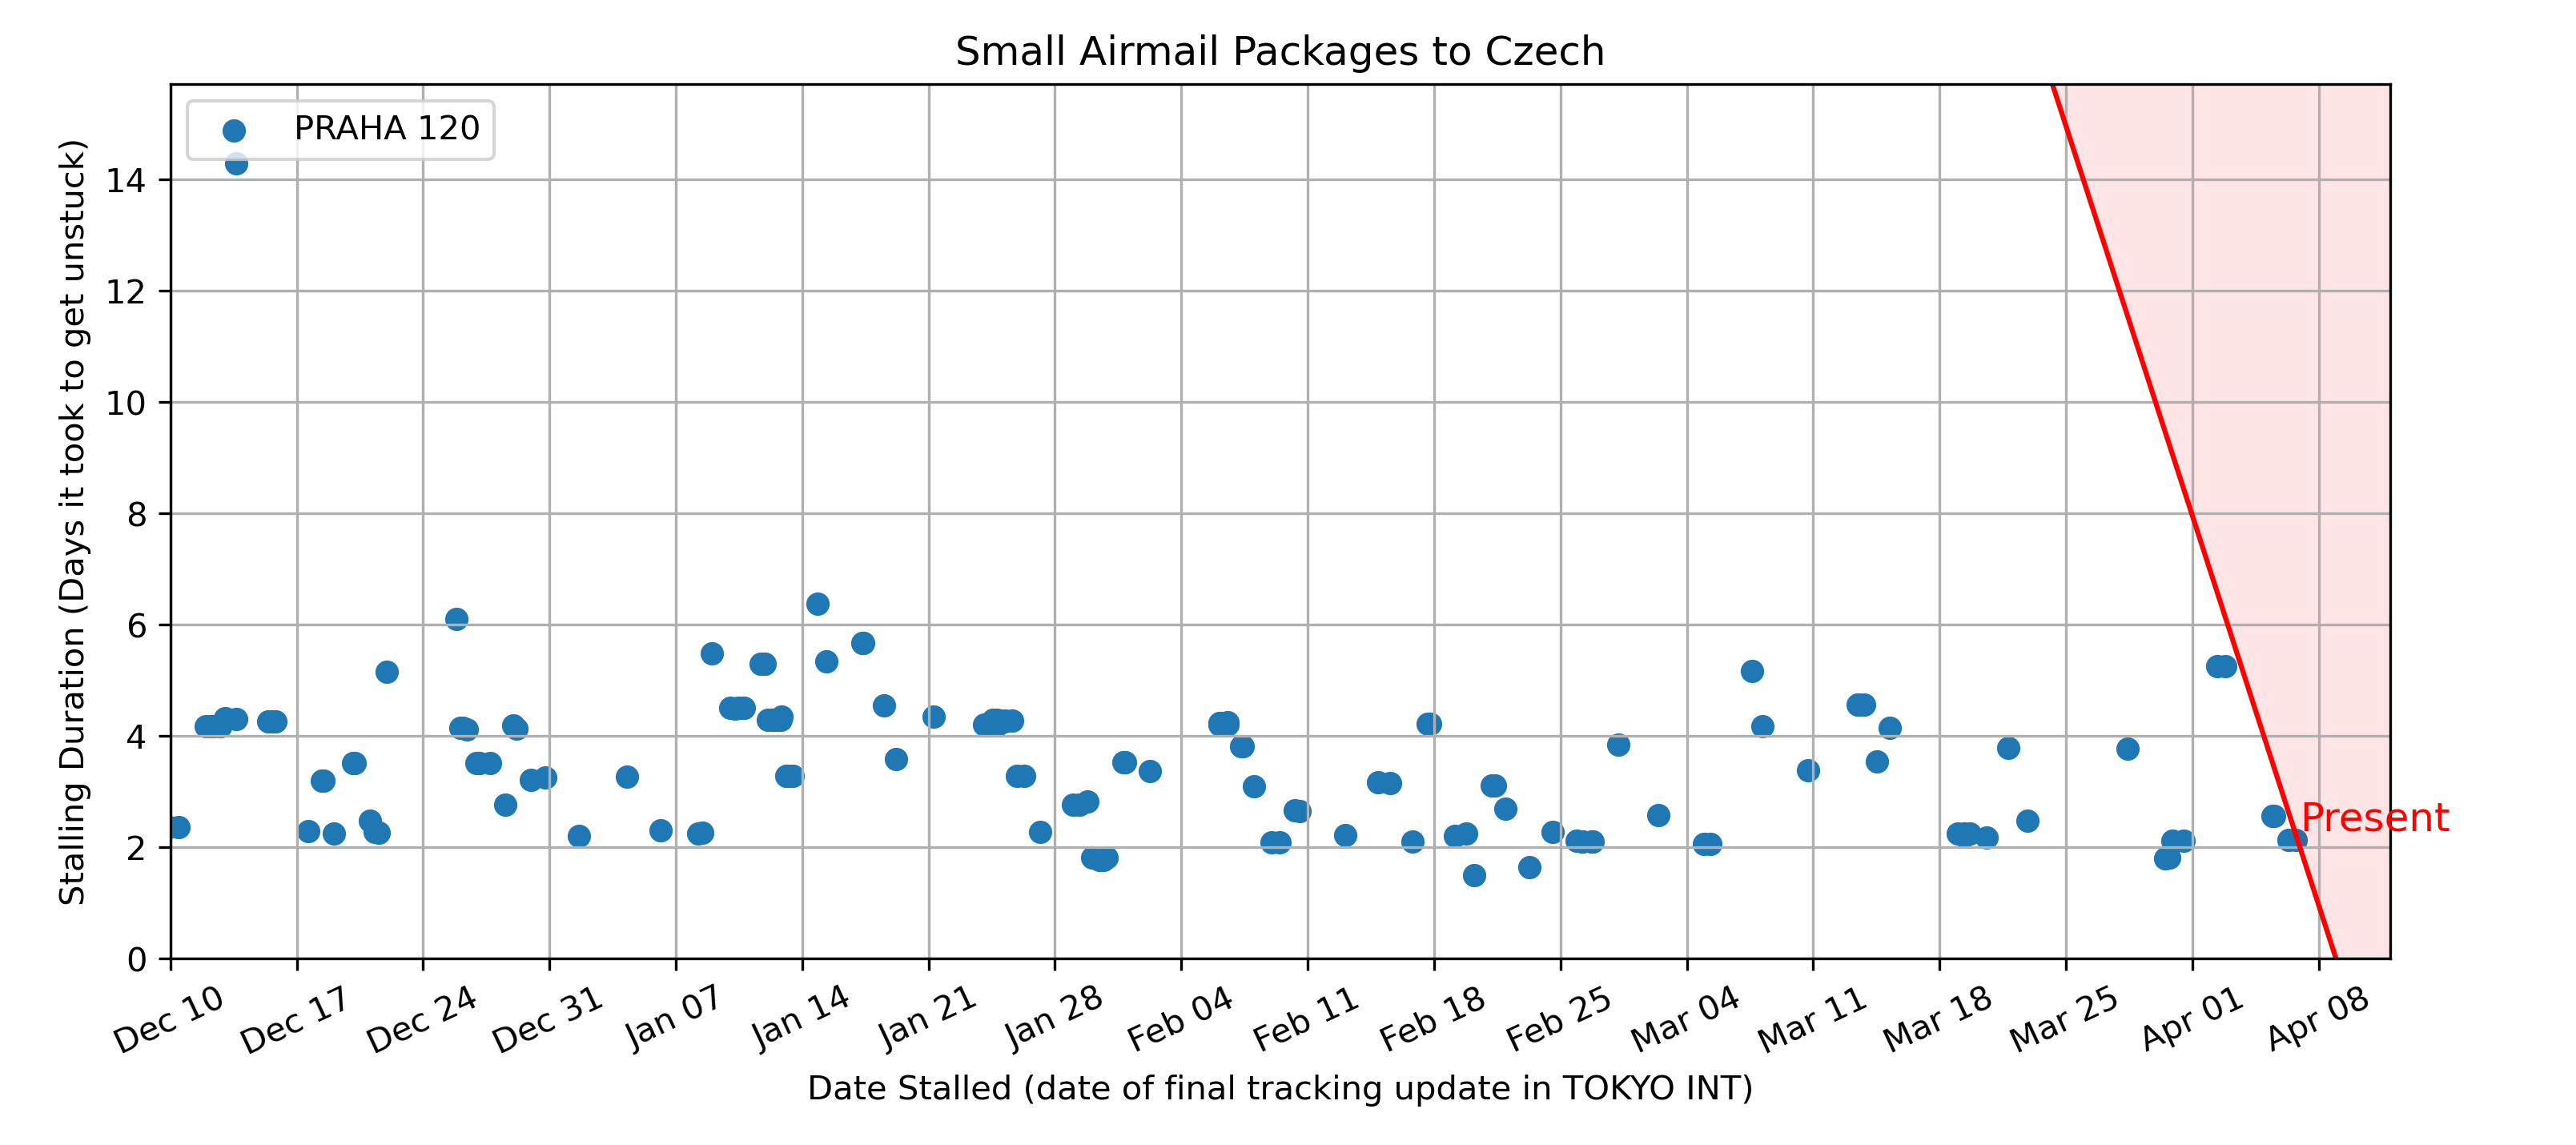 Small Airmail Packages to Czech
PRAHA 120
Stalling Duration (Days it took to get unstuck)
14
12
10
8
6
4
2
0
Present
Dec 10
Dec 17
Dec 24
Dec 31
Jan 07
Jan 14
Jan 21
Jan 28
Feb 04
Feb 11
Feb 18
Feb 25
Mar 04
Mar 11
Mar 18
Mar 25
Apr 01
Apr 08
Date Stalled (date of final tracking update in TOKYO INT)